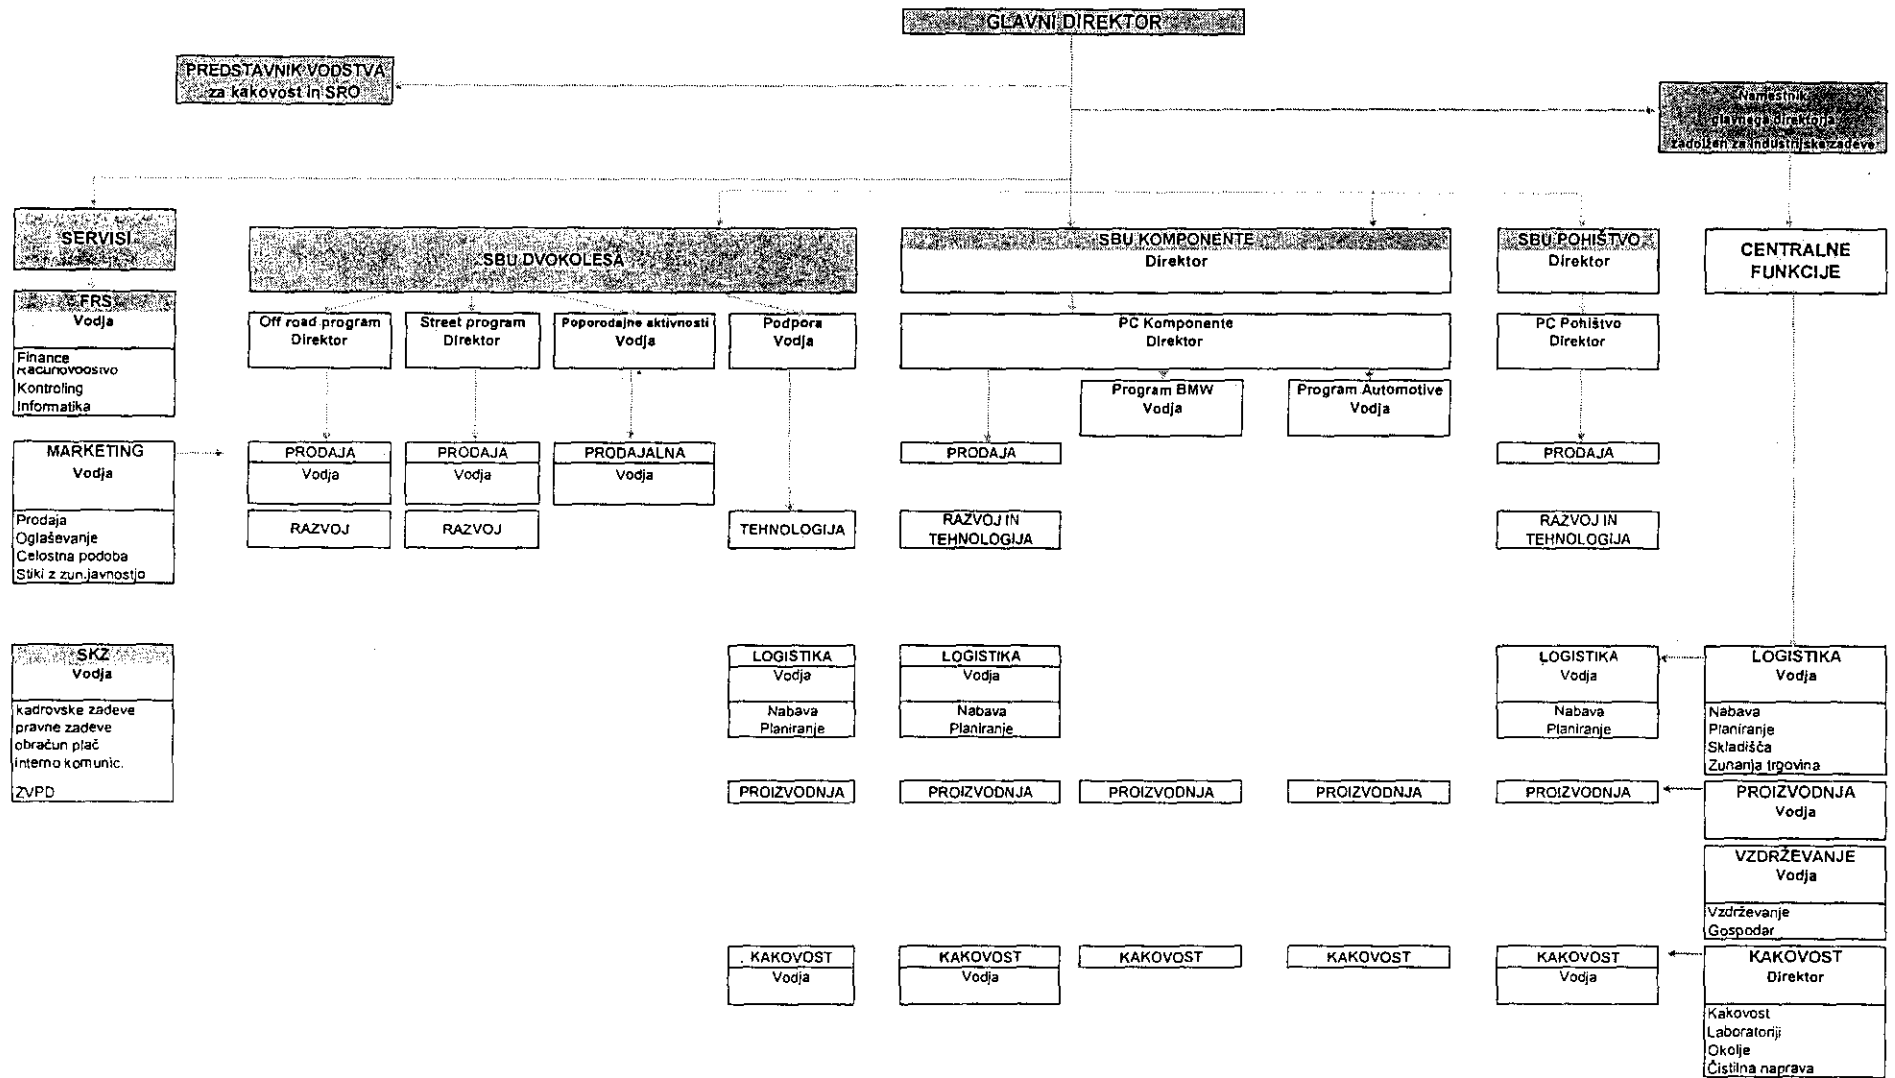 GLAVNI DIREKTOR
PREDSTAVNIK VODSTVA
za kakovost in SRO
Namestnik
glavnega direktorja
zadolžen za industrijske zadeve
SERVISI
SBU DVOKOLESA
SBU KOMPONENTE
Direktor
SBU POHIŠTVO
Direktor
CENTRALNE
FUNKCIJE
FRS
Vodja
Finance
Računovodstvo
Kontroling
Informatika
Off road program
Direktor
Street program
Direktor
Poporodajne aktivnosti
Vodja
Podpora
Vodja
PC Komponente
Direktor
PC Pohištvo
Direktor
Program BMW
Vodja
Program Automotive
Vodja
MARKETING
Vodja
Prodaja
Oglaševanje
Celostna podoba
Stiki z zun.javnostjo
PRODAJA
Vodja
PRODAJA
Vodja
PRODAJALNA
Vodja
PRODAJA
PRODAJA
RAZVOJ
RAZVOJ
TEHNOLOGIJA
RAZVOJ IN
TEHNOLOGIJA
RAZVOJ IN
TEHNOLOGIJA
SKZ
Vodja
kadrovske zadeve
pravne zadeve
obračun plač
interno komunic.
ZVPD
LOGISTIKA
Vodja
Nabava
Planiranje
LOGISTIKA
Vodja
Nabava
Planiranje
LOGISTIKA
Vodja
Nabava
Planiranje
LOGISTIKA
Vodja
Nabava
Planiranje
Skladišča
Zunanja trgovina
PROIZVODNJA
PROIZVODNJA
PROIZVODNJA
PROIZVODNJA
PROIZVODNJA
PROIZVODNJA
Vodja
VZDRŽEVANJE
Vodja
Vzdrževanje
Gospodar
KAKOVOST
Vodja
KAKOVOST
Vodja
KAKOVOST
KAKOVOST
KAKOVOST
Vodja
KAKOVOST
Direktor
Kakovost
Laboratoriji
Okolje
Čistilna naprava